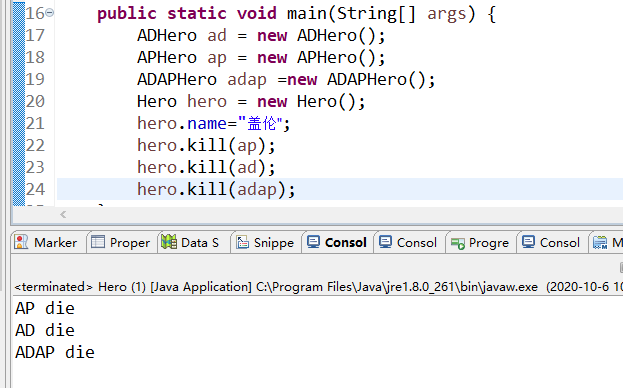 16 public static void main(String[] args) {
17 ADHero ad = new ADHero();
18 APHero ap = new APHero();
19 ADAPHero adap =new ADAPHero();
20 Hero hero = new Hero();
21 hero.name="盖伦";
22 hero.kill(ap);
23 hero.kill(ad);
24 hero.kill(adap);
Marker Proper Data S Snippe Consol Consol Progre Consol M
<terminated> Hero (1) [Java Application] C:\Program Files\Java\jre1.8.0_261\bin\javaw.exe (2020-10-6 10
AP die
AD die
ADAP die